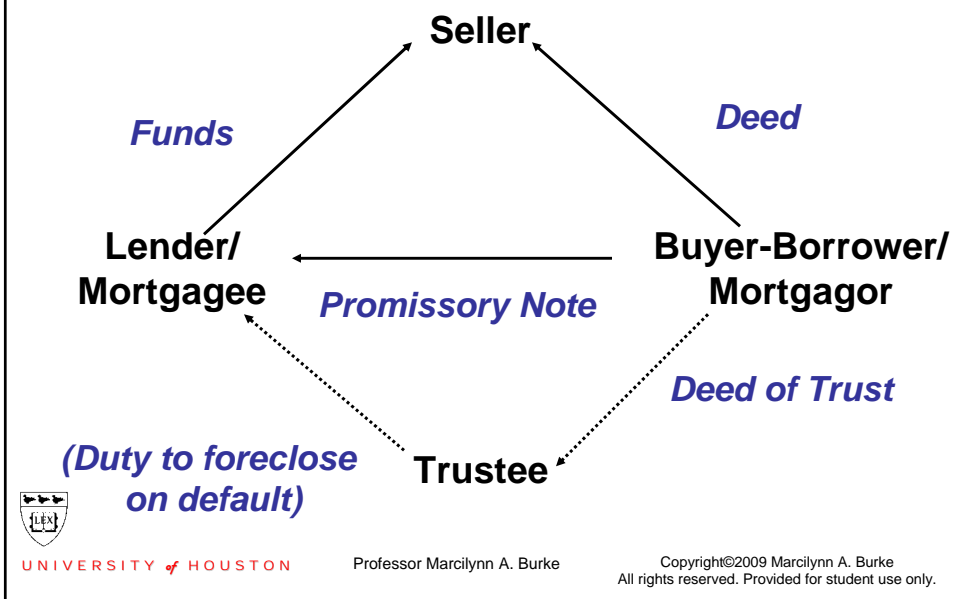 Seller
Funds
Deed
Lender/
Mortgagee
Buyer-Borrower/
Mortgagor
Promissory Note
Deed of Trust
(Duty to foreclose
on default)
Trustee
LEX
UNIVERSITY of HOUSTON
Professor Marcilynn A. Burke
Copyright©2009 Marcilynn A. Burke
All rights reserved. Provided for student use only.